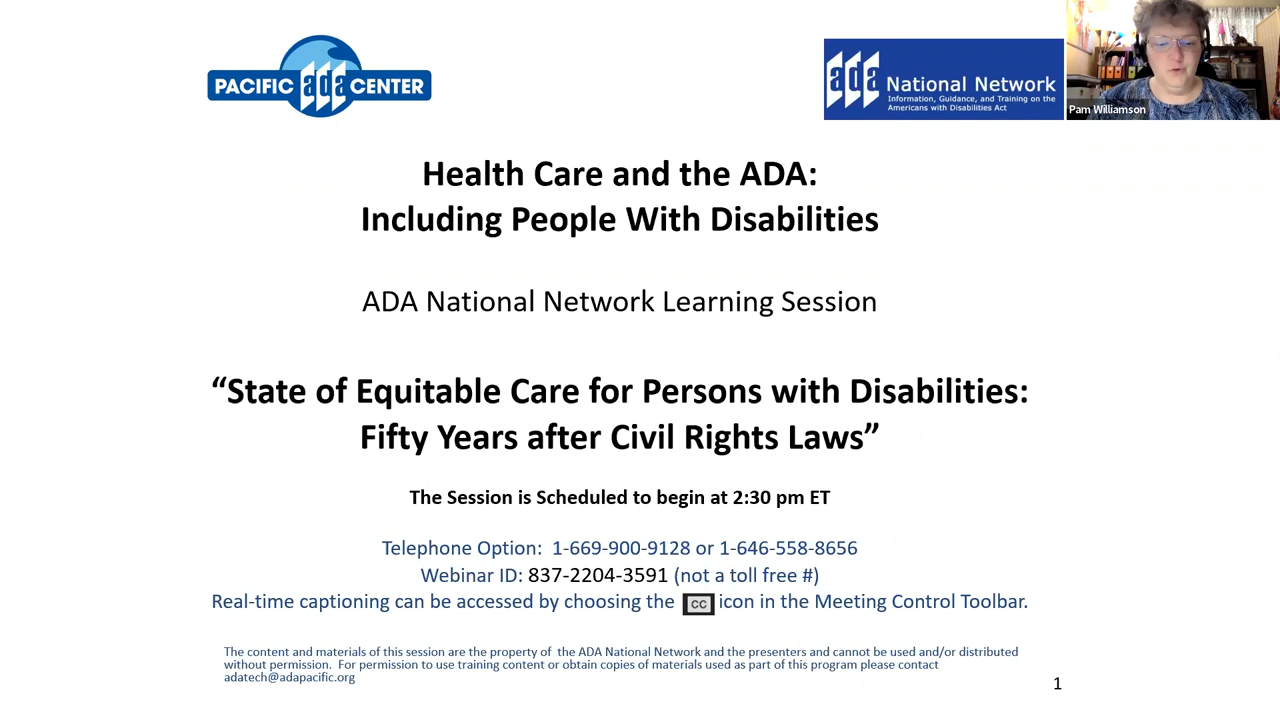 PACIFIC ada CENTER
ada National Network
Information, Guidance, and Training on the
Americans with Disabilities Act
Pam Williamson
Health Care and the ADA:
Including People With Disabilities
ADA National Network Learning Session
“State of Equitable Care for Persons with Disabilities:
Fifty Years after Civil Rights Laws”
The Session is Scheduled to begin at 2:30 pm ET
Telephone Option:  1-669-900-9128 or 1-646-558-8656
Webinar ID: 837-2204-3591 (not a toll free #)
Real-time captioning can be accessed by choosing the CC icon in the Meeting Control Toolbar.
The content and materials of this session are the property of  the ADA National Network and the presenters and cannot be used and/or distributed
without permission.  For permission to use training content or obtain copies of materials used as part of this program please contact
adatech@adapacific.org
1